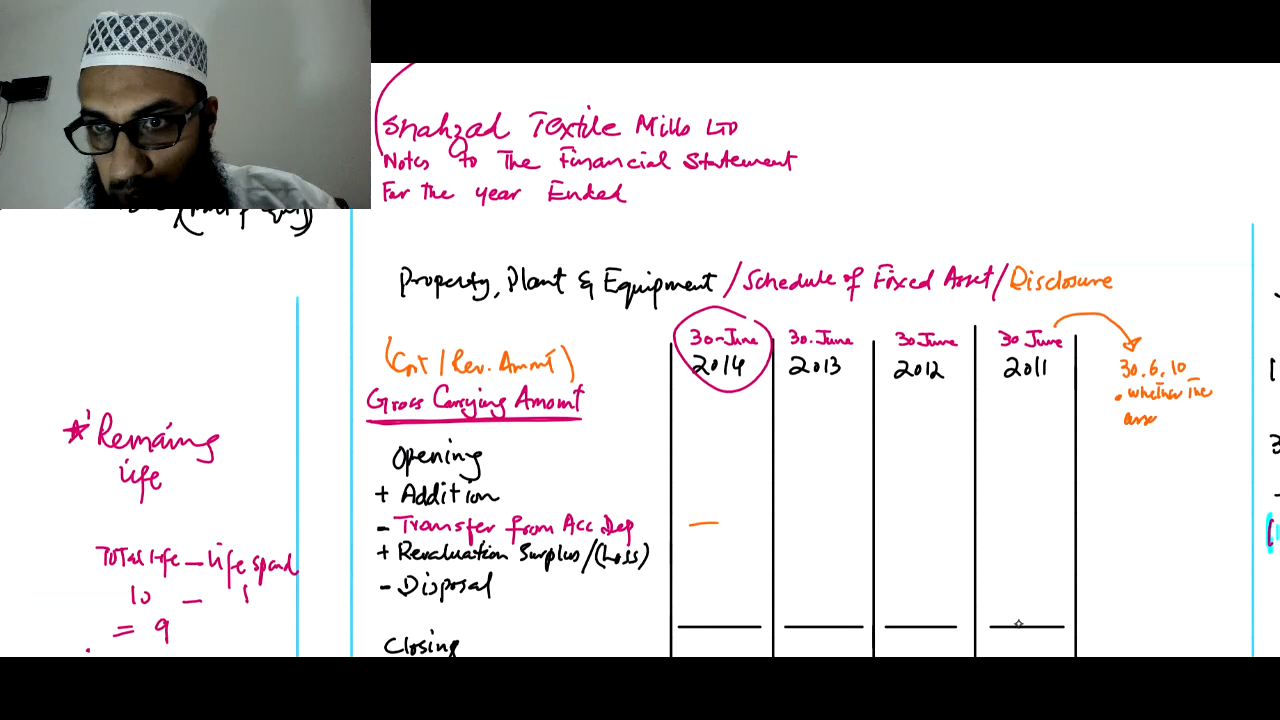 Shahzad Textile Mills LTD
Notes to The Financial Statement
For the year Ended
Property, Plant & Equipment / Schedule of Fixed Asset / Disclosure
(Cost / Rev. Amount)
Gross Carrying Amount
30-June 2014
30.June 2013
30 June 2012
30 June 2011
30.6.10
. whether the
Opening
+ Addition
- Transfer from Acc Dep
+ Revaluation Surplus/(Loss)
- Disposal
Closing
* Remaing
life
Total life - life spend
10 - 1
= 9